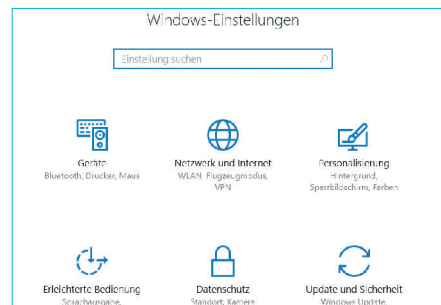 Windows-Einstellungen
Einstellung suchen
Geräte
Bluetooth, Drucker, Maus
Netzwerk und Internet
WLAN, Flugzeugmodus,
VPN
Personalisierung
Hintergrund,
Sperrbildschirm, Farben
Erleichterte Bedienung
Sprachausgabe,
Datenschutz
Standort, Kamera
Update und Sicherheit
Windows Update,